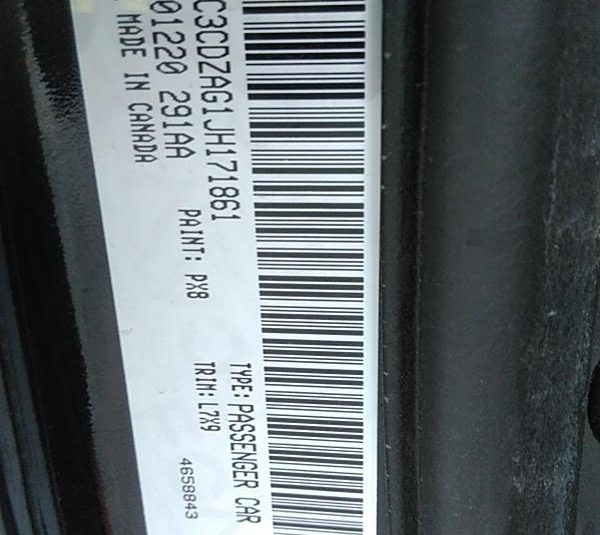 C3CDZAG1JH171861
TYPE: PASSENGER CAR
01220 291AA
PAINT: PX8
TRIM: L7X9
MADE IN CANADA
4658843